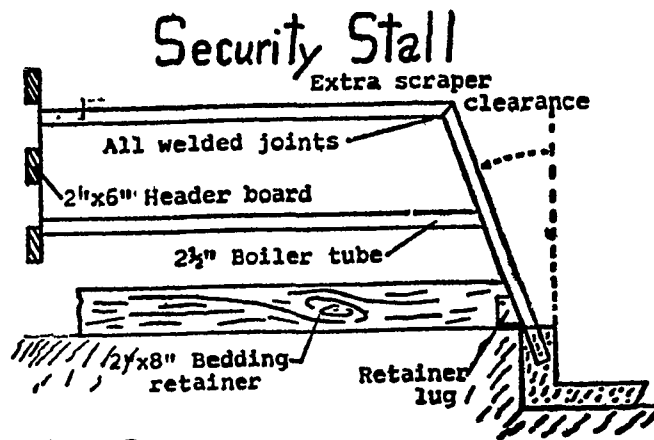 Security Stall
Extra scraper
clearance
All welded joints
2"x6" Header board
2½" Boiler tube
2"x8" Bedding
retainer
Retainer
lug